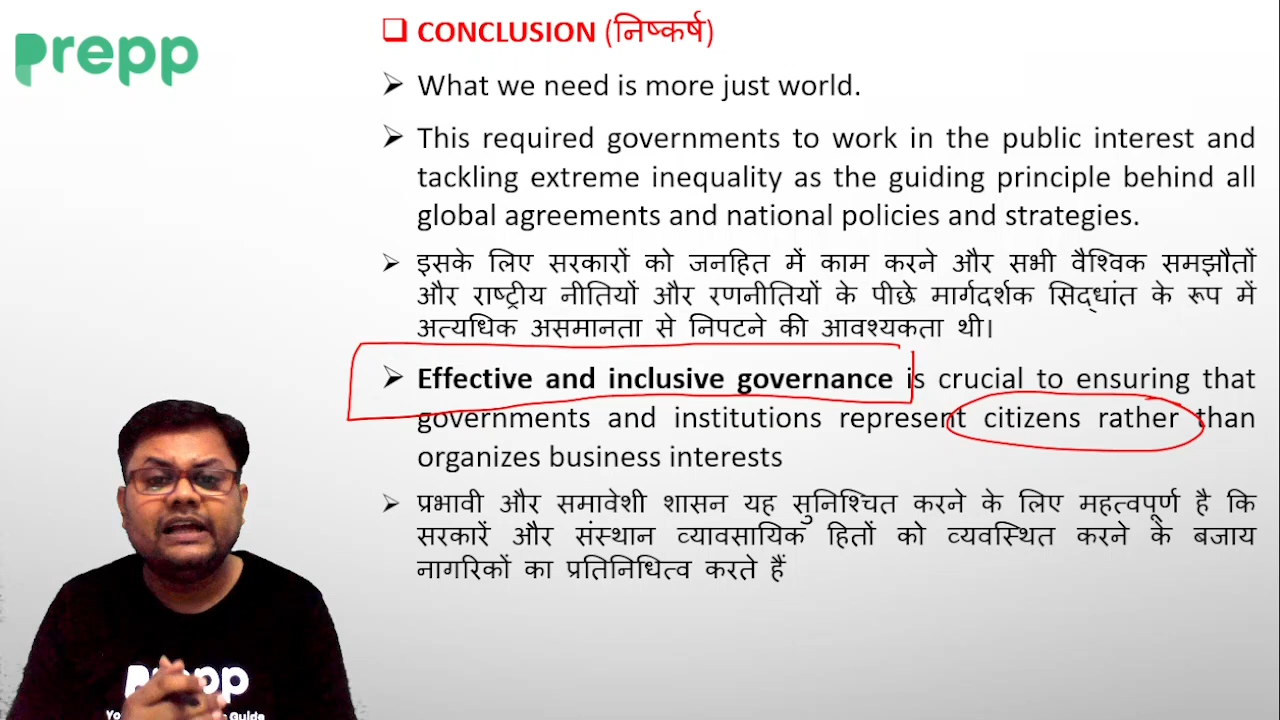 prepp
CONCLUSION (निष्कर्ष)
What we need is more just world.
This required governments to work in the public interest and
tackling extreme inequality as the guiding principle behind all
global agreements and national policies and strategies.
इसके लिए सरकारों को जनहित में काम करने और सभी वैश्विक समझौतों
और राष्ट्रीय नीतियों और रणनीतियों के पीछे मार्गदर्शक सिद्धांत के रूप में
अत्यधिक असमानता से निपटने की आवश्यकता थी।
Effective and inclusive governance is crucial to ensuring that
governments and institutions represent citizens rather than
organizes business interests
प्रभावी और समावेशी शासन यह सुनिश्चित करने के लिए महत्वपूर्ण है कि
सरकारें और संस्थान व्यावसायिक हितों को व्यवस्थित करने के बजाय
नागरिकों का प्रतिनिधित्व करते हैं
prepp
Guide